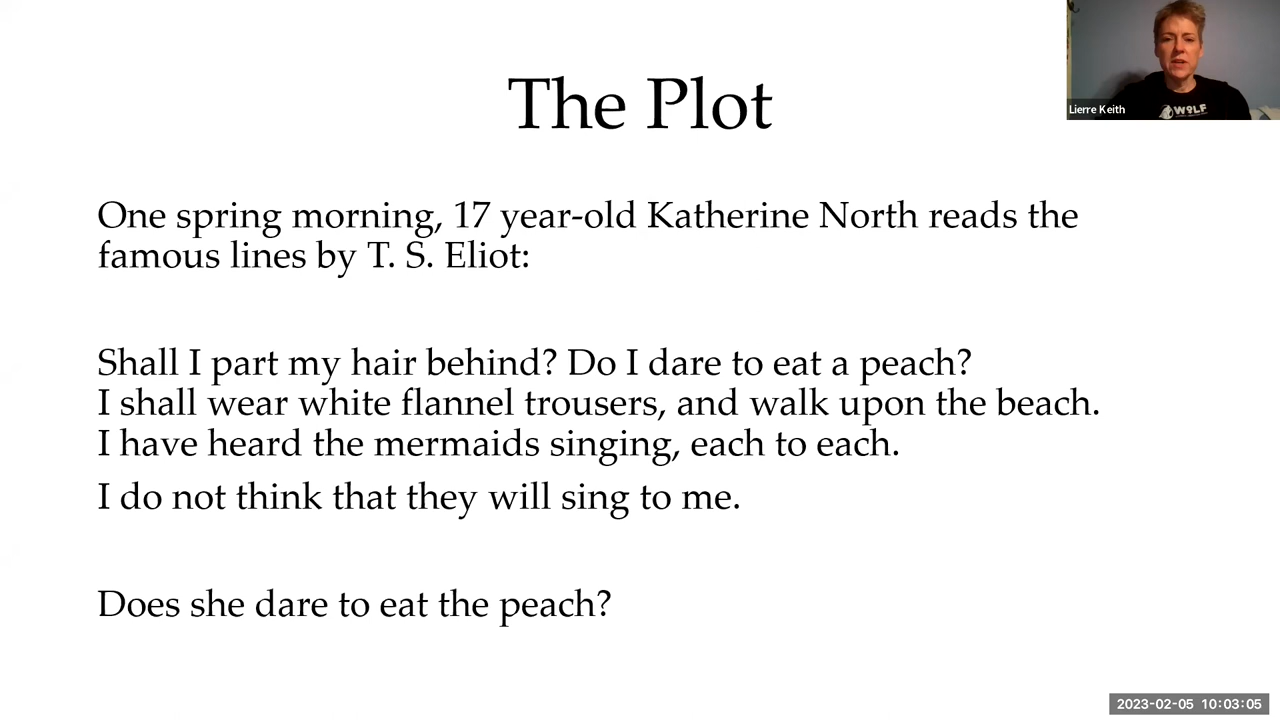 The Plot
Lierre Keith
WoLF
One spring morning, 17 year-old Katherine North reads the
famous lines by T. S. Eliot:
Shall I part my hair behind? Do I dare to eat a peach?
I shall wear white flannel trousers, and walk upon the beach.
I have heard the mermaids singing, each to each.
I do not think that they will sing to me.
Does she dare to eat the peach?
2023-02-05 10:03:05